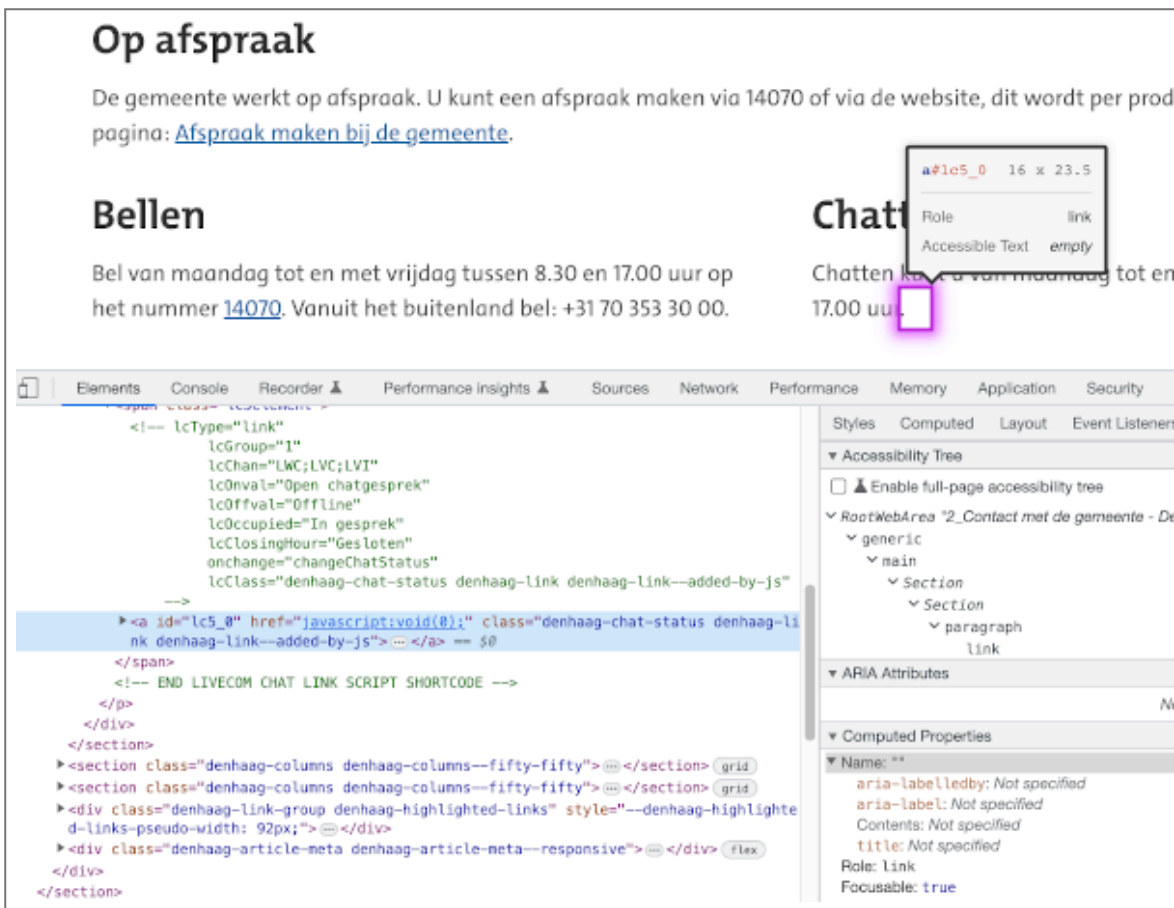 Op afspraak
De gemeente werkt op afspraak. U kunt een afspraak maken via 14070 of via de website, dit wordt per prod
pagina: Afspraak maken bij de gemeente.
a#lc5_0 16 x 23.5
Role link
Accessible Text empty
Bellen
Bel van maandag tot en met vrijdag tussen 8.30 en 17.00 uur op
het nummer 14070. Vanuit het buitenland bel: +31 70 353 30 00.
Chatt
Chatten kunt u van maandag tot en
17.00 uur.
Elements Console Recorder Performance insights Sources Network Performance Memory Application Security
<span class="lcselement">
<!-- lcType="link"
lcGroup="1"
lcChan="LWC;LVC;LVI"
lcOnval="Open chatgesprek"
lcOffval="Offline"
lcOccupied="In gesprek"
lcClosingHour="Gesloten"
onchange="changeChatStatus"
lcClass="denhaag-chat-status denhaag-link denhaag-link--added-by-js"
-->
<a id="lc5_0" href="javascript:void(0);" class="denhaag-chat-status denhaag-li
nk denhaag-link--added-by-js">…</a> == $0
</span>
<!-- END LIVECOM CHAT LINK SCRIPT SHORTCODE -->
</p>
</div>
</section>
<section class="denhaag-columns denhaag-columns--fifty-fifty">…</section> grid
<section class="denhaag-columns denhaag-columns--fifty-fifty">…</section> grid
<div class="denhaag-link-group denhaag-highlighted-links" style="--denhaag-highlighte
d-links-pseudo-width: 92px;">…</div>
<div class="denhaag-article-meta denhaag-article-meta--responsive">…</div> flex
</div>
</section>
Styles Computed Layout Event Listeners
Accessibility Tree
Enable full-page accessibility tree
RootWebArea "2_Contact met de gemeente - De
generic
main
Section
Section
paragraph
link
ARIA Attributes
No
Computed Properties
Name: ""
aria-labelledby: Not specified
aria-label: Not specified
Contents: Not specified
title: Not specified
Role: link
Focusable: true